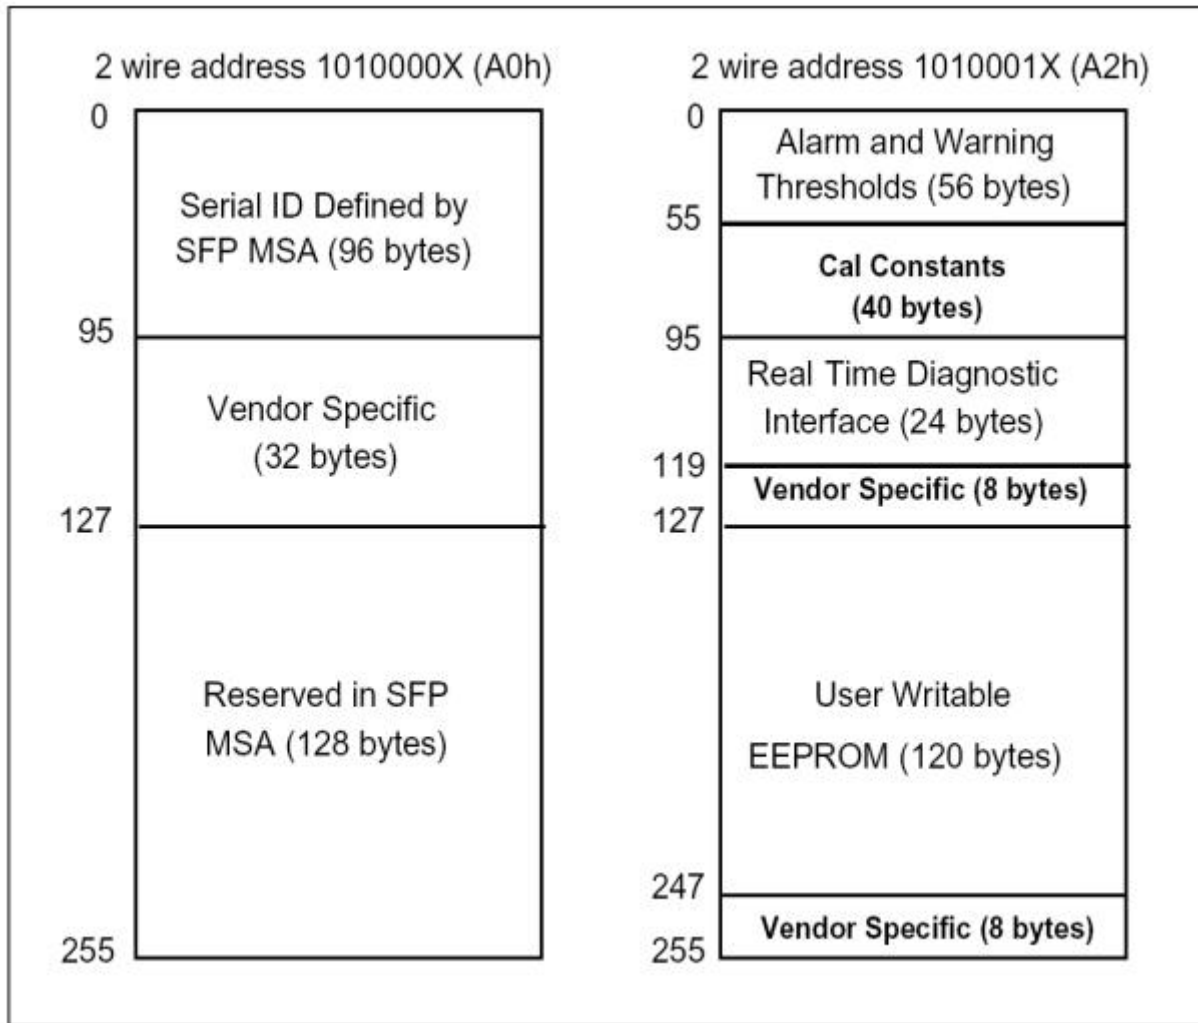 2 wire address 1010000X (A0h)
0
Serial ID Defined by
SFP MSA (96 bytes)
95
Vendor Specific
(32 bytes)
127
Reserved in SFP
MSA (128 bytes)
255
2 wire address 1010001X (A2h)
0
Alarm and Warning
Thresholds (56 bytes)
55
Cal Constants
(40 bytes)
95
Real Time Diagnostic
Interface (24 bytes)
119
Vendor Specific (8 bytes)
127
User Writable
EEPROM (120 bytes)
247
Vendor Specific (8 bytes)
255